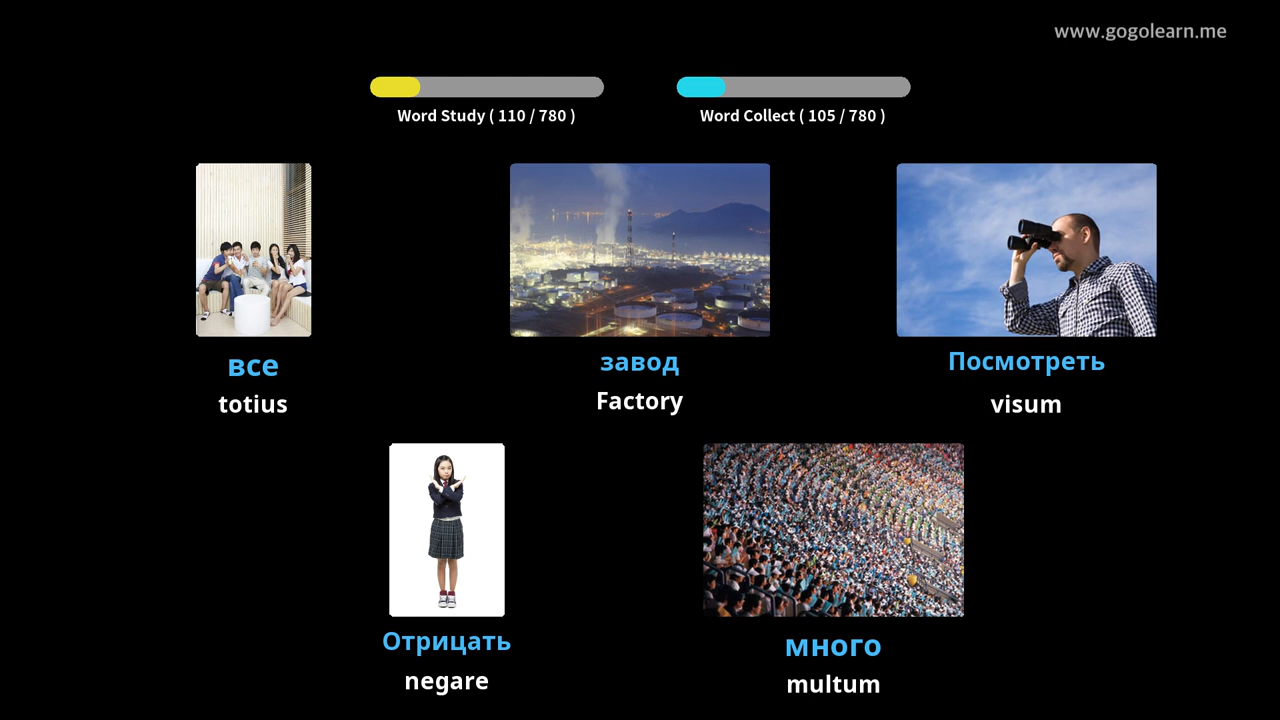 www.gogolearn.me
Word Study ( 110 / 780 )
Word Collect ( 105 / 780 )
все
totius
завод
Factory
Посмотреть
visum
Отрицать
negare
много
multum